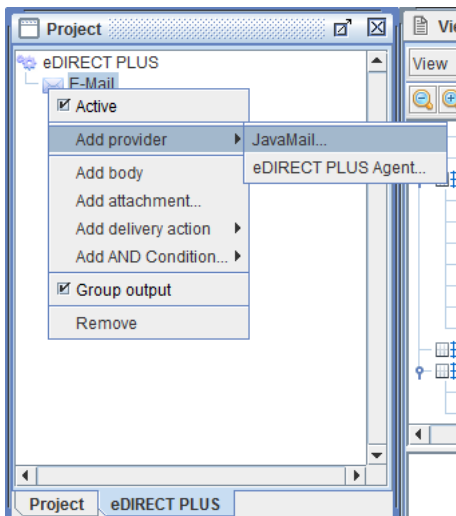 Project
eDIRECT PLUS
E-Mail
Active
Add provider
JavaMail...
eDIRECT PLUS Agent...
Add body
Add attachment...
Add delivery action
Add AND Condition...
Group output
Remove
Project
eDIRECT PLUS
Vi
View